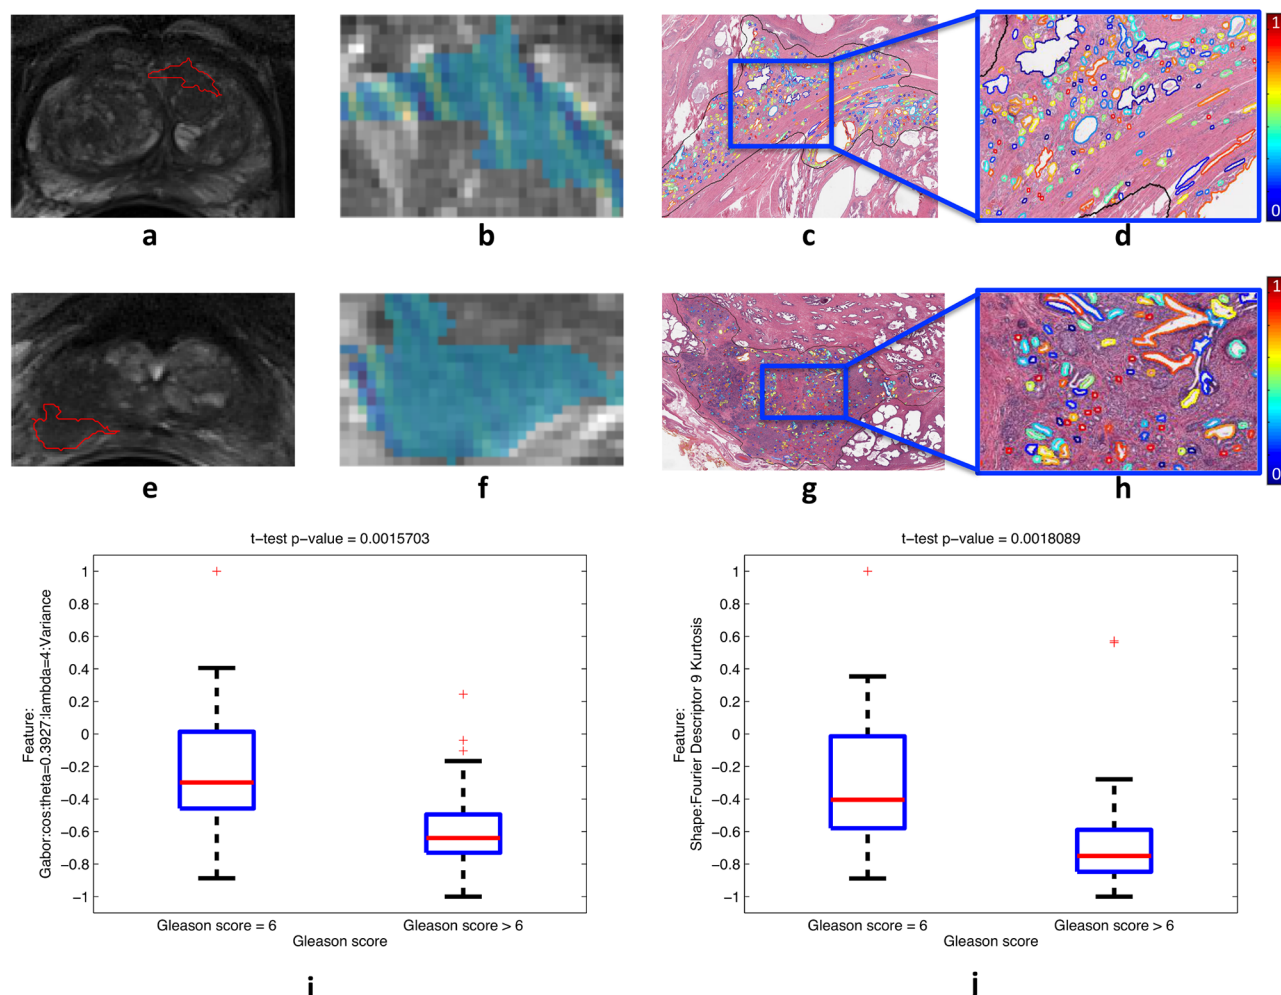 1
0
a
b
c
d
1
0
e
f
g
h
t-test p-value = 0.0015703
Feature:
Gabor:cos:theta=0.3927:lambda=4:Variance
1
0.8
0.6
0.4
0.2
0
−0.2
−0.4
−0.6
−0.8
−1
Gleason score = 6
Gleason score > 6
Gleason score
i
t-test p-value = 0.0018089
Feature:
Shape:Fourier Descriptor 9 Kurtosis
1
0.8
0.6
0.4
0.2
0
−0.2
−0.4
−0.6
−0.8
−1
Gleason score = 6
Gleason score > 6
Gleason score
j